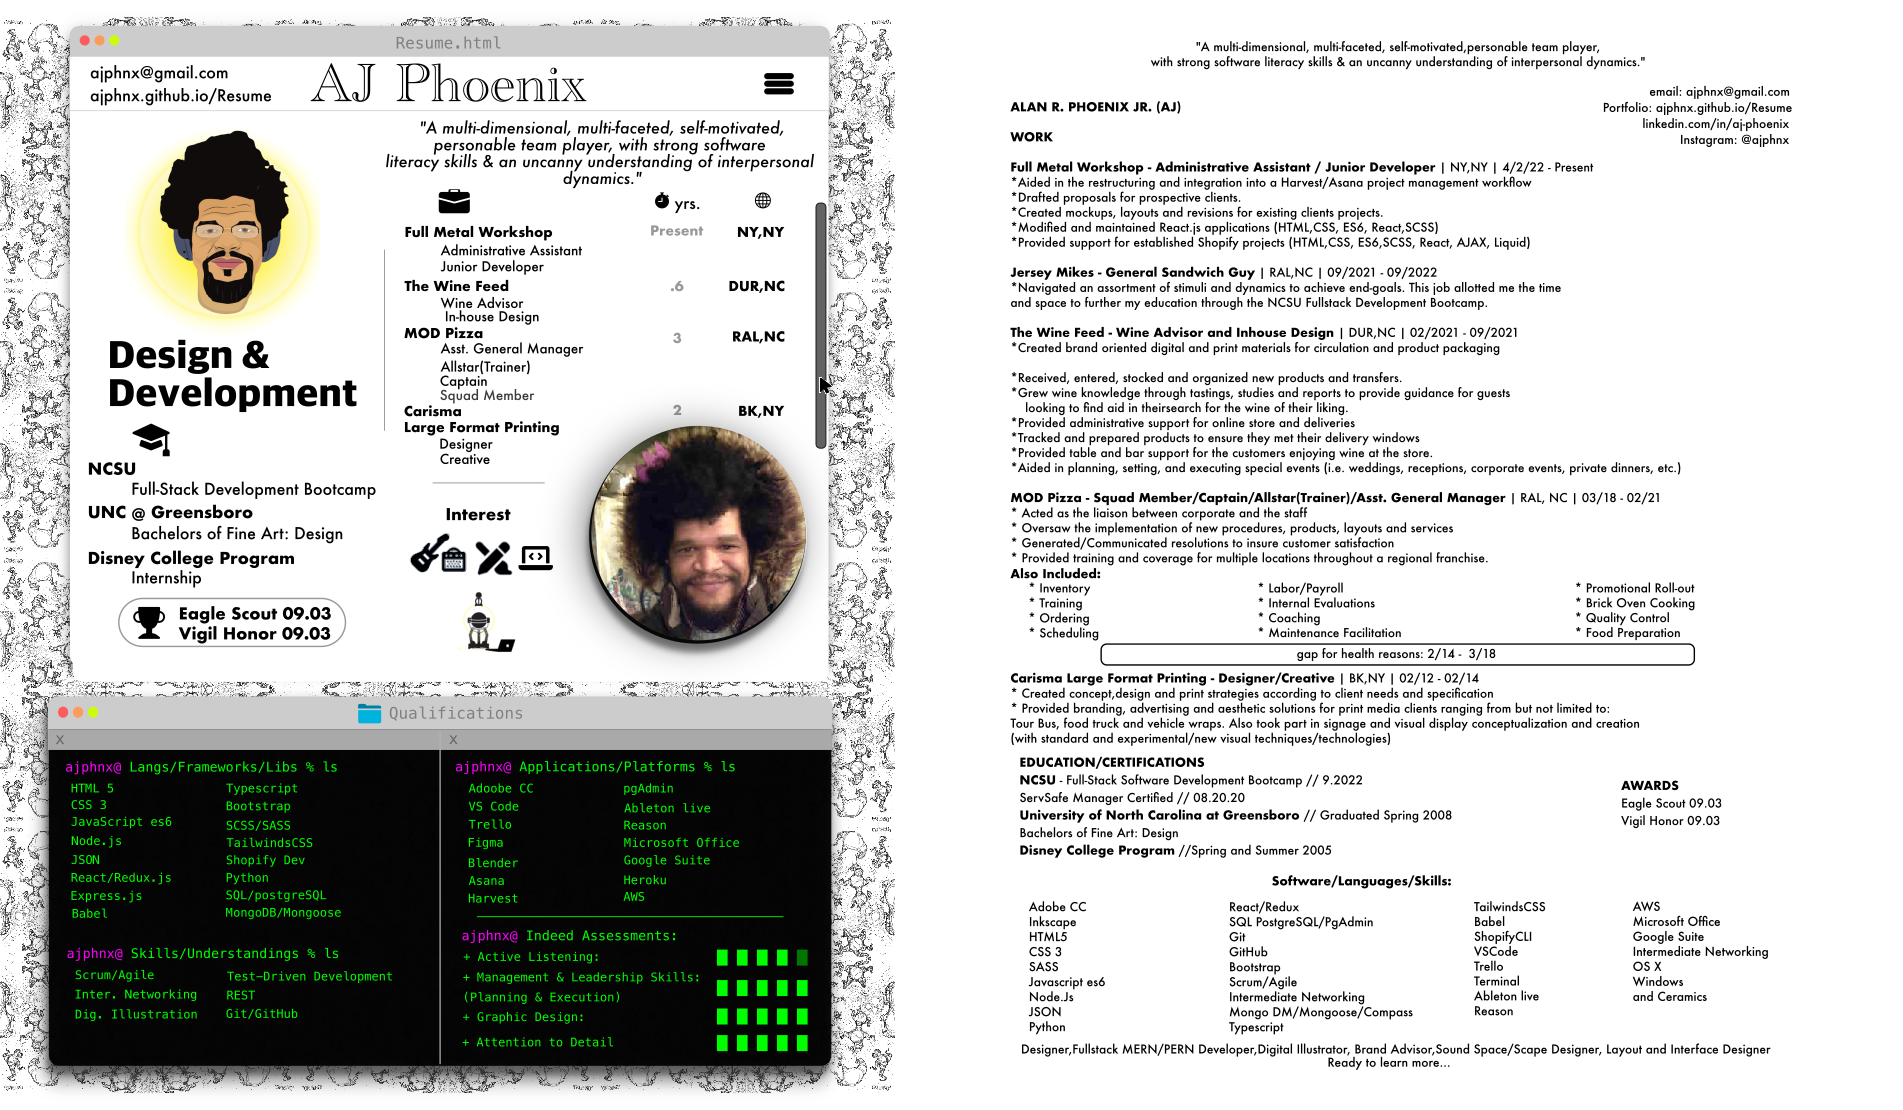 Resume.html
ajphnx@gmail.com
ajphnx.github.io/Resume
AJ Phoenix
"A multi-dimensional, multi-faceted, self-motivated,
personable team player, with strong software
literacy skills & an uncanny understanding of interpersonal
dynamics."
Design &
Development
NCSU
Full-Stack Development Bootcamp
UNC @ Greensboro
Bachelors of Fine Art: Design
Disney College Program
Internship
Eagle Scout 09.03
Vigil Honor 09.03
yrs.
Full Metal Workshop Present NY,NY
Administrative Assistant
Junior Developer
The Wine Feed .6 DUR,NC
Wine Advisor
In-house Design
MOD Pizza 3 RAL,NC
Asst. General Manager
Allstar(Trainer)
Captain
Squad Member
Carisma 2 BK,NY
Large Format Printing
Designer
Creative
Interest
Qualifications
X X
ajphnx@ Langs/Frameworks/Libs % ls
HTML 5 Typescript
CSS 3 Bootstrap
JavaScript es6 SCSS/SASS
Node.js TailwindsCSS
JSON Shopify Dev
React/Redux.js Python
Express.js SQL/postgreSQL
Babel MongoDB/Mongoose
ajphnx@ Skills/Understandings % ls
Scrum/Agile Test-Driven Development
Inter. Networking REST
Dig. Illustration Git/GitHub
ajphnx@ Applications/Platforms % ls
Adoobe CC pgAdmin
VS Code Ableton live
Trello Reason
Figma Microsoft Office
Blender Google Suite
Asana Heroku
Harvest AWS
ajphnx@ Indeed Assessments:
+ Active Listening:
+ Management & Leadership Skills:
(Planning & Execution)
+ Graphic Design:
+ Attention to Detail
"A multi-dimensional, multi-faceted, self-motivated,personable team player,
with strong software literacy skills & an uncanny understanding of interpersonal dynamics."
email: ajphnx@gmail.com
ALAN R. PHOENIX JR. (AJ) Portfolio: ajphnx.github.io/Resume
linkedin.com/in/aj-phoenix
WORK Instagram: @ajphnx
Full Metal Workshop - Administrative Assistant / Junior Developer | NY,NY | 4/2/22 - Present
*Aided in the restructuring and integration into a Harvest/Asana project management workflow
*Drafted proposals for prospective clients.
*Created mockups, layouts and revisions for existing clients projects.
*Modified and maintained React.js applications (HTML,CSS, ES6, React,SCSS)
*Provided support for established Shopify projects (HTML,CSS, ES6,SCSS, React, AJAX, Liquid)
Jersey Mikes - General Sandwich Guy | RAL,NC | 09/2021 - 09/2022
*Navigated an assortment of stimuli and dynamics to achieve end-goals. This job allotted me the time
and space to further my education through the NCSU Fullstack Development Bootcamp.
The Wine Feed - Wine Advisor and Inhouse Design | DUR,NC | 02/2021 - 09/2021
*Created brand oriented digital and print materials for circulation and product packaging
*Received, entered, stocked and organized new products and transfers.
*Grew wine knowledge through tastings, studies and reports to provide guidance for guests
looking to find aid in theirsearch for the wine of their liking.
*Provided administrative support for online store and deliveries
*Tracked and prepared products to ensure they met their delivery windows
*Provided table and bar support for the customers enjoying wine at the store.
*Aided in planning, setting, and executing special events (i.e. weddings, receptions, corporate events, private dinners, etc.)
MOD Pizza - Squad Member/Captain/Allstar(Trainer)/Asst. General Manager | RAL, NC | 03/18 - 02/21
* Acted as the liaison between corporate and the staff
* Oversaw the implementation of new procedures, products, layouts and services
* Generated/Communicated resolutions to insure customer satisfaction
* Provided training and coverage for multiple locations throughout a regional franchise.
Also Included:
* Inventory * Labor/Payroll * Promotional Roll-out
* Training * Internal Evaluations * Brick Oven Cooking
* Ordering * Coaching * Quality Control
* Scheduling * Maintenance Facilitation * Food Preparation
gap for health reasons: 2/14 - 3/18
Carisma Large Format Printing - Designer/Creative | BK,NY | 02/12 - 02/14
* Created concept,design and print strategies according to client needs and specification
* Provided branding, advertising and aesthetic solutions for print media clients ranging from but not limited to:
Tour Bus, food truck and vehicle wraps. Also took part in signage and visual display conceptualization and creation
(with standard and experimental/new visual techniques/technologies)
EDUCATION/CERTIFICATIONS
NCSU - Full-Stack Software Development Bootcamp // 9.2022
ServSafe Manager Certified // 08.20.20
University of North Carolina at Greensboro // Graduated Spring 2008
Bachelors of Fine Art: Design
Disney College Program //Spring and Summer 2005
AWARDS
Eagle Scout 09.03
Vigil Honor 09.03
Software/Languages/Skills:
Adobe CC React/Redux TailwindsCSS AWS
Inkscape SQL PostgreSQL/PgAdmin Babel Microsoft Office
HTML5 Git ShopifyCLI Google Suite
CSS 3 GitHub VSCode Intermediate Networking
SASS Bootstrap Trello OS X
Javascript es6 Scrum/Agile Terminal Windows
Node.Js Intermediate Networking Ableton live and Ceramics
JSON Mongo DM/Mongoose/Compass Reason
Python Typescript
Designer,Fullstack MERN/PERN Developer,Digital Illustrator, Brand Advisor,Sound Space/Scape Designer, Layout and Interface Designer
Ready to learn more...